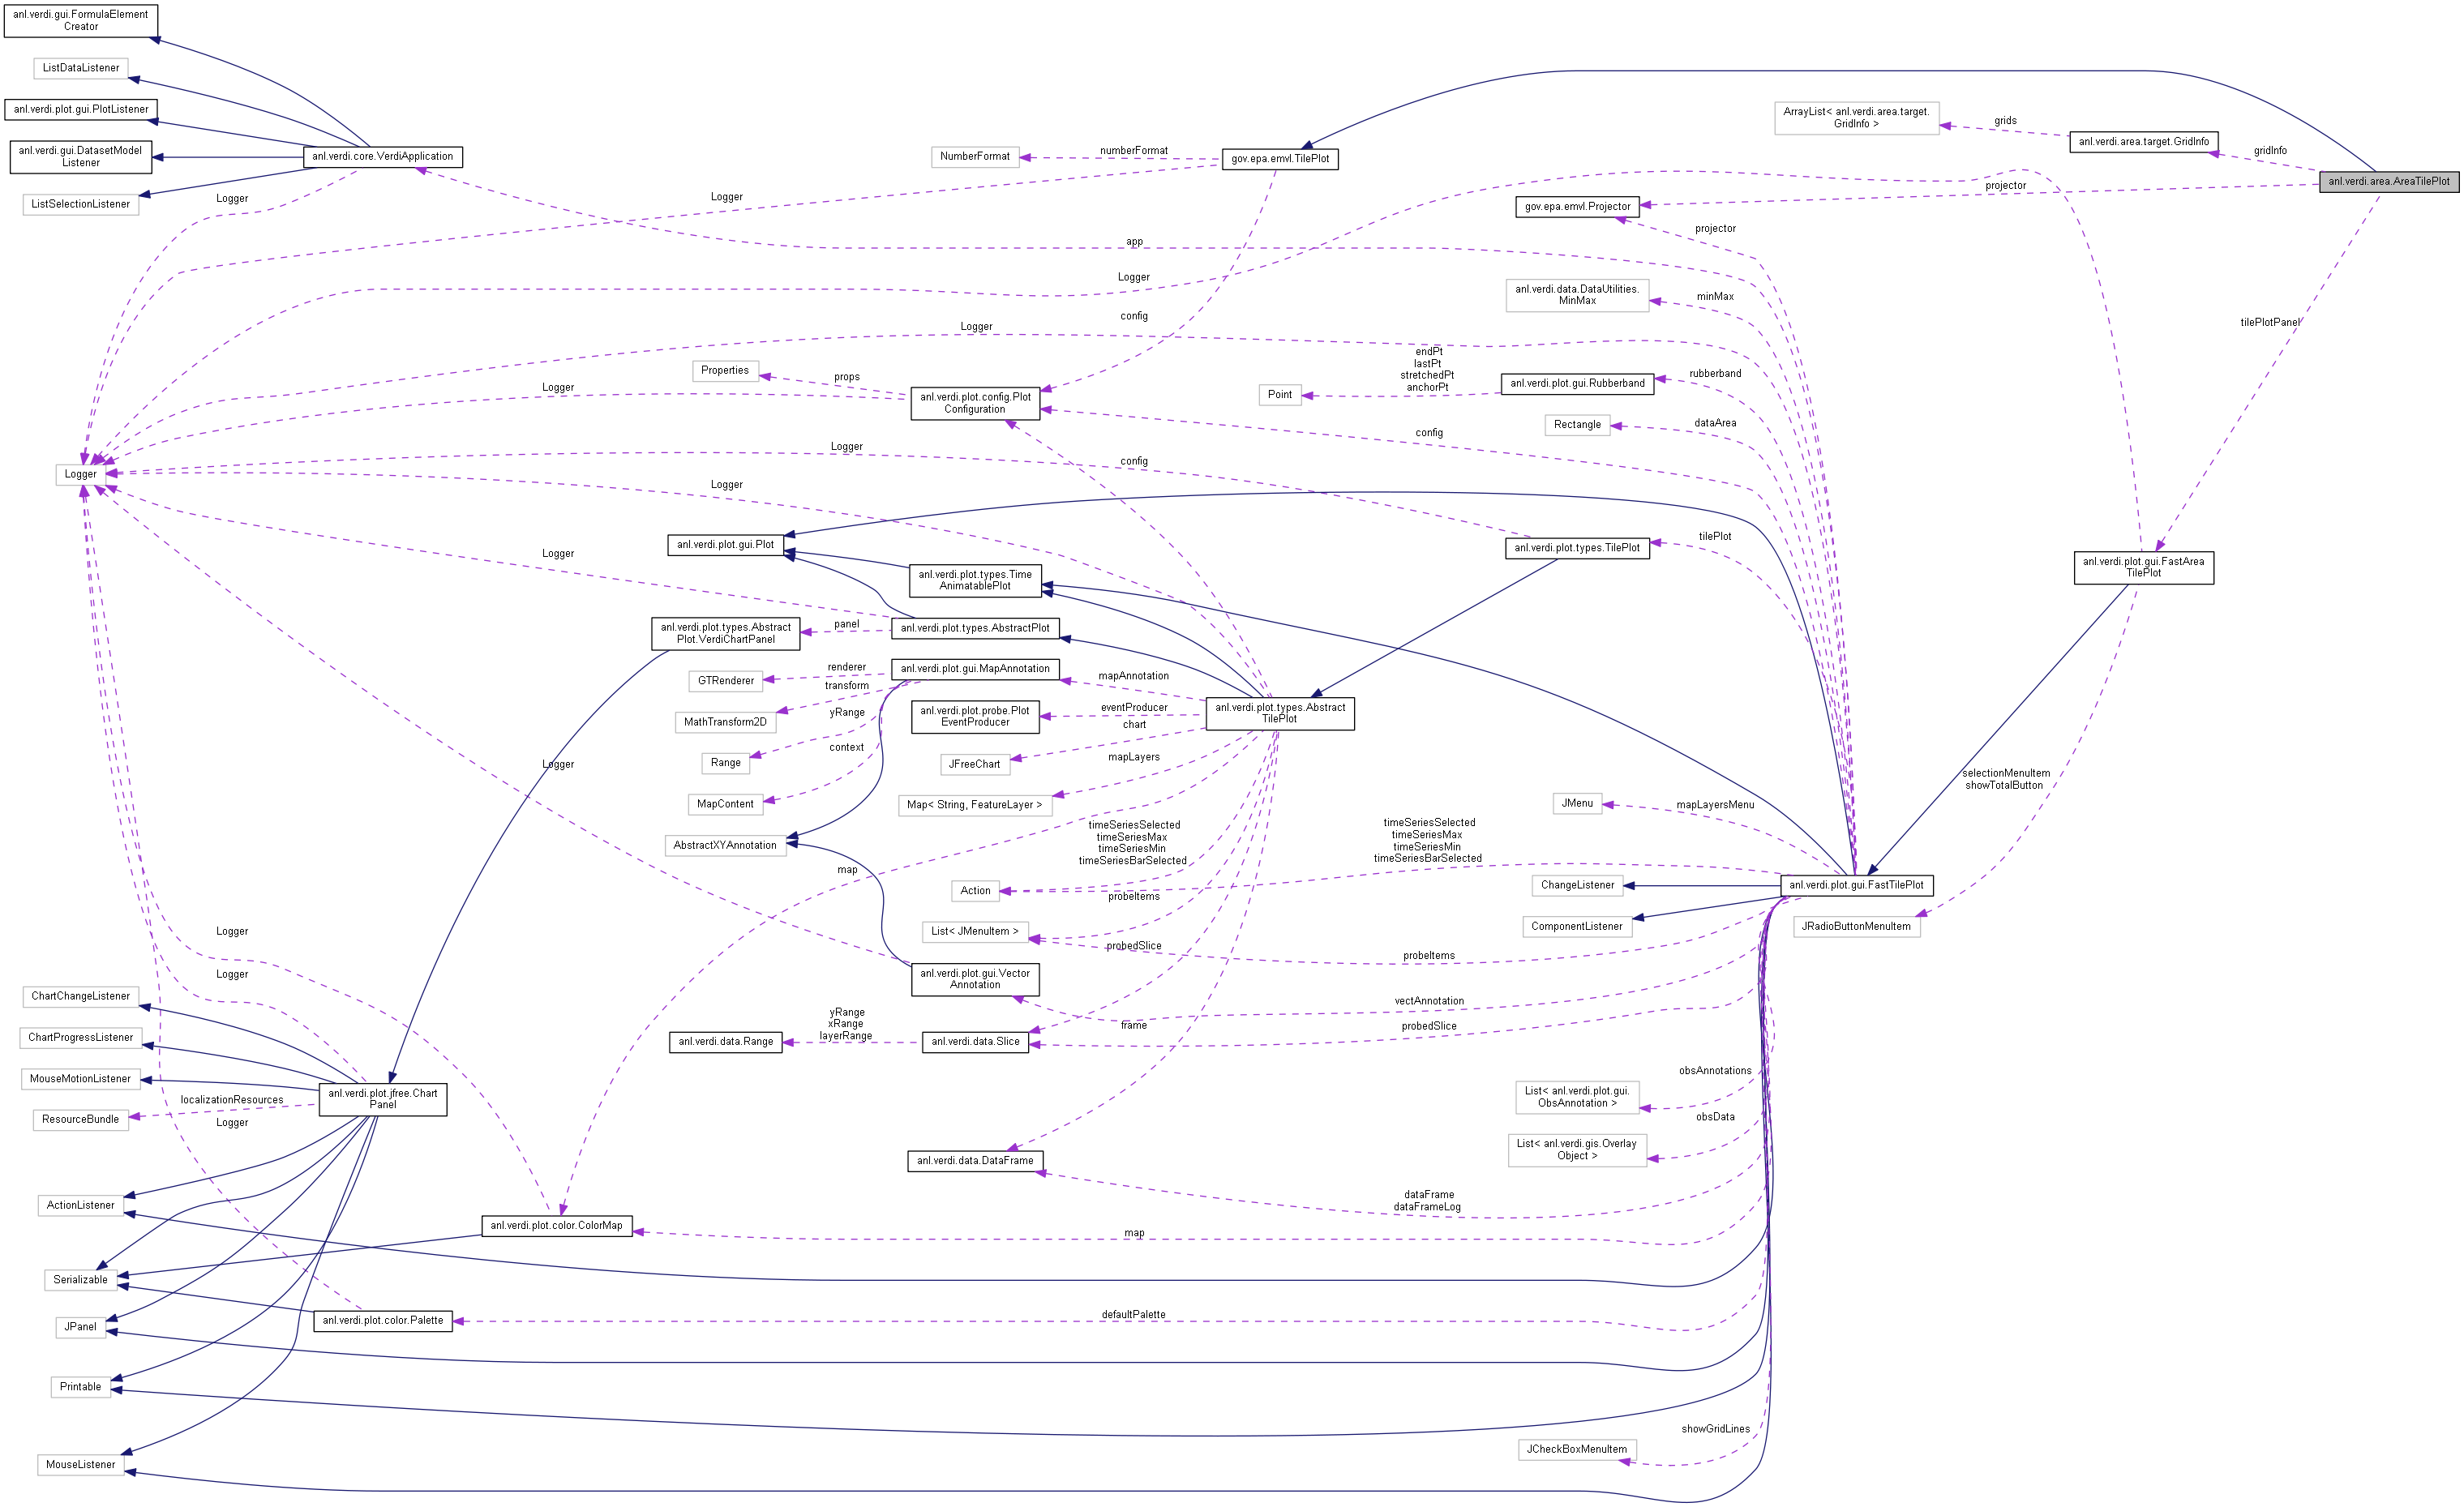 anl.verdi.gui.FormulaElement
Creator
ListDataListener
anl.verdi.plot.gui.PlotListener
anl.verdi.gui.DatasetModel
Listener
ListSelectionListener
anl.verdi.core.VerdiApplication
Logger
Logger
NumberFormat
numberFormat
gov.epa.emvl.TilePlot
ArrayList< anl.verdi.area.target.
GridInfo >
grids
anl.verdi.area.target.GridInfo
gridInfo
anl.verdi.area.AreaTilePlot
projector
gov.epa.emvl.Projector
projector
app
Logger
config
Logger
anl.verdi.data.DataUtilities.
MinMax
minMax
tilePlotPanel
Properties
props
Logger
anl.verdi.plot.config.Plot
Configuration
endPt
lastPt
stretchedPt
anchorPt
Point
anl.verdi.plot.gui.Rubberband
rubberband
Rectangle
dataArea
config
Logger
Logger
config
Logger
anl.verdi.plot.gui.Plot
Logger
anl.verdi.plot.types.TilePlot
tilePlot
anl.verdi.plot.types.Time
AnimatablePlot
anl.verdi.plot.gui.FastArea
TilePlot
anl.verdi.plot.types.Abstract
Plot.VerdiChartPanel
panel
anl.verdi.plot.types.AbstractPlot
GTRenderer
renderer
anl.verdi.plot.gui.MapAnnotation
mapAnnotation
transform
MathTransform2D
yRange
anl.verdi.plot.probe.Plot
EventProducer
eventProducer
chart
anl.verdi.plot.types.Abstract
TilePlot
Range
context
JFreeChart
mapLayers
Logger
MapContent
Map< String, FeatureLayer >
AbstractXYAnnotation
map
timeSeriesSelected
timeSeriesMax
timeSeriesMin
timeSeriesBarSelected
timeSeriesSelected
timeSeriesMax
timeSeriesMin
timeSeriesBarSelected
JMenu
mapLayersMenu
selectionMenuItem
showTotalButton
Action
probeItems
ChangeListener
anl.verdi.plot.gui.FastTilePlot
List< JMenuItem >
probedSlice
probeItems
ComponentListener
JRadioButtonMenuItem
Logger
Logger
anl.verdi.plot.gui.Vector
Annotation
vectAnnotation
ChartChangeListener
ChartProgressListener
anl.verdi.data.Range
yRange
xRange
layerRange
anl.verdi.data.Slice
frame
probedSlice
MouseMotionListener
localizationResources
ResourceBundle
Logger
anl.verdi.plot.jfree.Chart
Panel
obsAnnotations
List< anl.verdi.plot.gui.
ObsAnnotation >
obsData
List< anl.verdi.gis.Overlay
Object >
anl.verdi.data.DataFrame
dataFrame
dataFrameLog
ActionListener
anl.verdi.plot.color.ColorMap
map
Serializable
JPanel
anl.verdi.plot.color.Palette
defaultPalette
Printable
MouseListener
showGridLines
JCheckBoxMenuItem